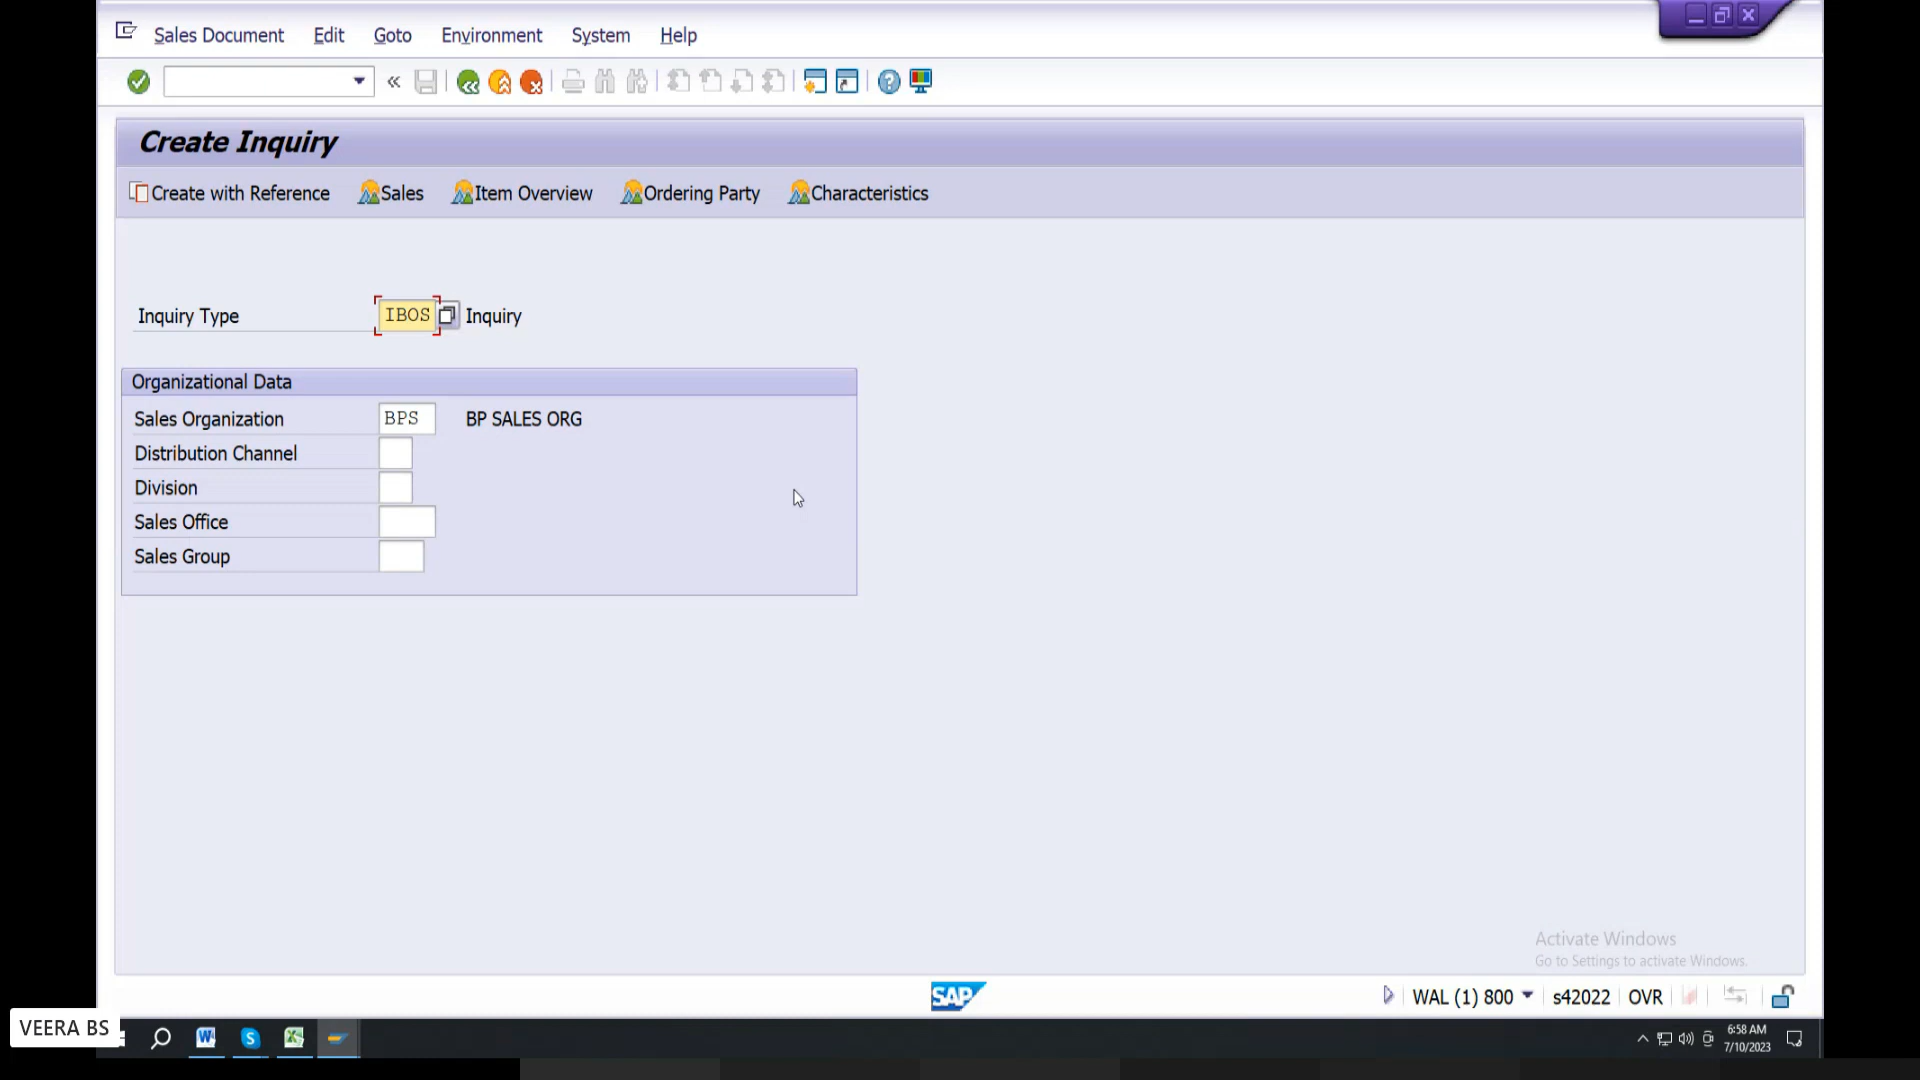 Sales Document Edit Goto Environment System Help
Create Inquiry
Create with Reference Sales Item Overview Ordering Party Characteristics
Inquiry Type IBOS Inquiry
Organizational Data
Sales Organization BPS BP SALES ORG
Distribution Channel
Division
Sales Office
Sales Group
Activate Windows
Go to Settings to activate Windows.
SAP WAL (1) 800 s42022 OVR
VEERA BS
6:58 AM
7/10/2023